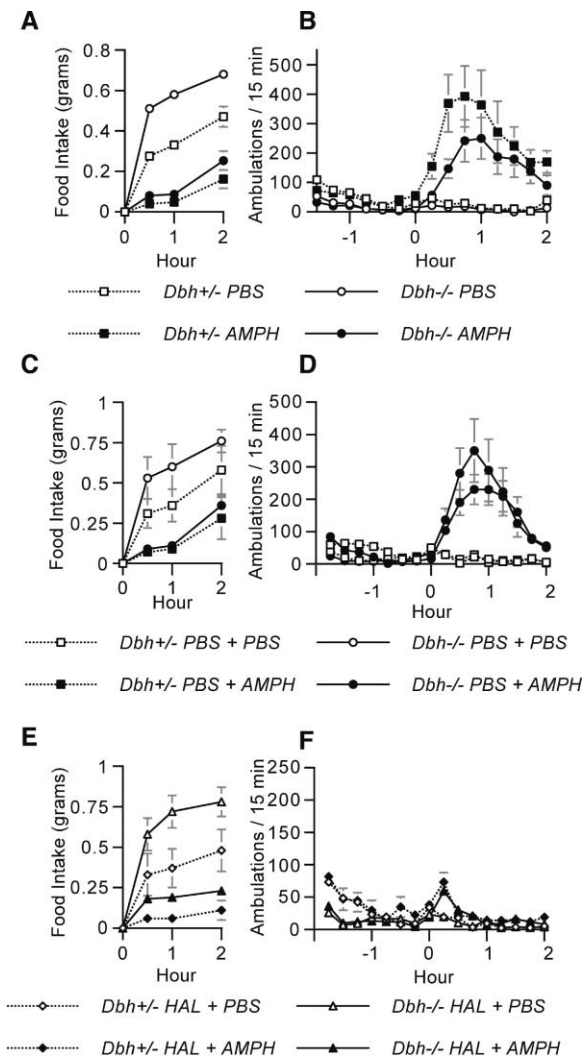 A
B
Food Intake (grams)
0.8
0.6
0.4
0.2
0
0 1 2
Hour
Ambulations / 15 min
500
400
300
200
100
0
-1 0 1 2
Hour
Dbh+/- PBS
Dbh-/- PBS
Dbh+/- AMPH
Dbh-/- AMPH
C
D
Food Intake (grams)
1
0.75
0.5
0.25
0
0 1 2
Hour
Ambulations / 15 min
500
400
300
200
100
0
-1 0 1 2
Hour
Dbh+/- PBS + PBS
Dbh-/- PBS + PBS
Dbh+/- PBS + AMPH
Dbh-/- PBS + AMPH
E
F
Food Intake (grams)
1
0.75
0.5
0.25
0
0 1 2
Hour
Ambulations / 15 min
250
200
150
100
50
0
-1 0 1 2
Hour
Dbh+/- HAL + PBS
Dbh-/- HAL + PBS
Dbh+/- HAL + AMPH
Dbh-/- HAL + AMPH